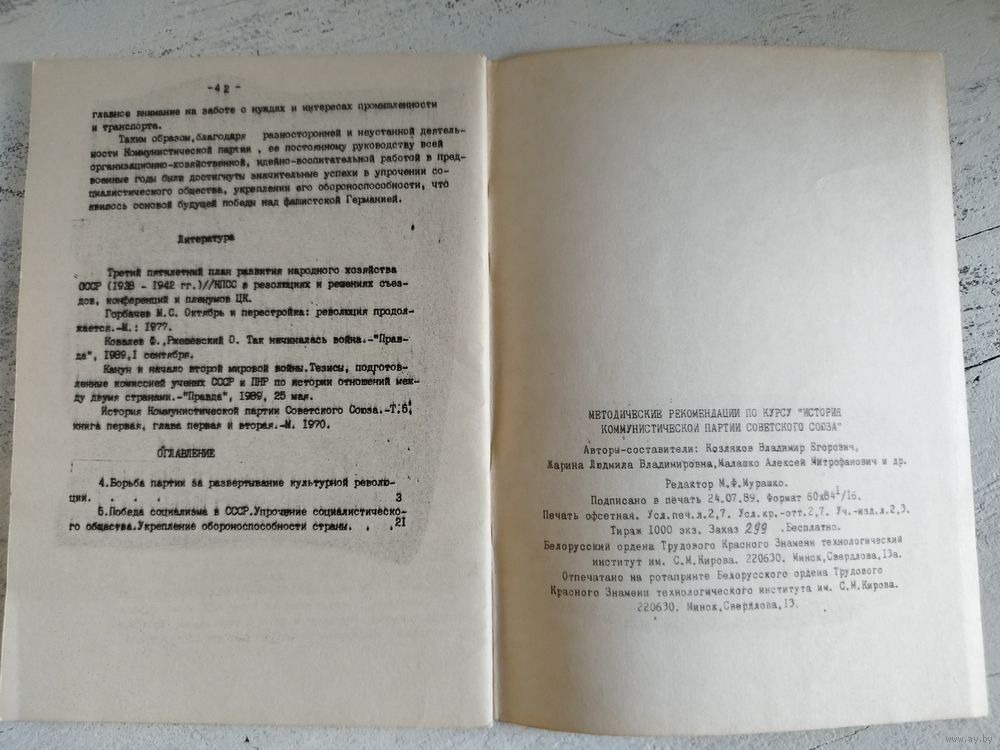 -42-
главное внимание на заботе о нуждах и интересах промышленности
и транспорта.
Таким образом,благодаря разносторонней и неустанной деятель-
ности Коммунистической партии , ее постоянному руководству всей
организационно-хозяйственной, идейно-воспитательной работой в пред-
военные годы были достигнуты значительные успехи в упрочении со-
циалистического общества, укреплении его обороноспособности, что
явилось основой будущей победы над фашистской Германией.
Литература
Третий пятилетний план развития народного хозяйства
СССР (1938 - 1942 гг.)//КПСС в резолюциях и решениях съез-
дов, конференций и пленумов ЦК.
Горбачев М.С. Октябрь и перестройка: революция продол-
жается.-М.: 1977.
Ковалев Ф.,Ржешевский О. Так начиналась война.-"Прав-
да", 1989,1 сентября.
Канун и начало второй мировой войны.Тезисы, подготов-
ленные комиссией ученых СССР и ПНР по истории отношений меж-
ду двумя странами.-"Правда", 1989, 25 мая.
История Коммунистической партии Советского Союза.-Т.5,
книга первая, глава первая и вторая.-М. 1970.
ОГЛАВЛЕНИЕ
4.Борьба партии за развертывание культурной револю-
ции. . . . 3
5.Победа социализма в СССР.Упрочение социалистическо-
го общества.Укрепление обороноспособности страны. . . 21
МЕТОДИЧЕСКИЕ РЕКОМЕНДАЦИИ ПО КУРСУ "ИСТОРИЯ
КОММУНИСТИЧЕСКОЙ ПАРТИИ СОВЕТСКОГО СОЮЗА"
Авторы-составители: Козляков Владимир Егорович,
Жарина Людмила Владимировна,Малашко Алексей Митрофанович и др.
Редактор М.Ф.Мурашко.
Подписано в печать 24.07.89. Формат 60х84 1/16.
Печать офсетная. Усл.печ.л.2,7. Усл.кр.-отт.2,7. Уч.-изд.л.2,3.
Тираж 1000 экз. Заказ 299 .Бесплатно.
Белорусский ордена Трудового Красного Знамени технологический
институт им. С.М.Кирова. 220630. Минск,Свердлова,13а.
Отпечатано на ротапринте Белорусского ордена Трудового
Красного Знамени технологического института им. С.М.Кирова.
220630. Минск,Свердлова,13.
www.ay.by